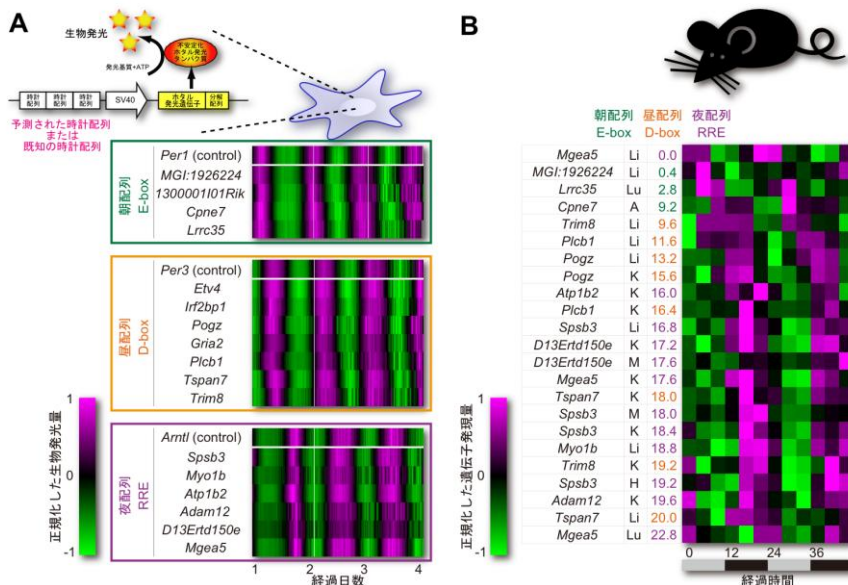 A
生物発光
不安定化
ホタル発光
タンパク質
発光基質+ATP
時計配列 時計配列 時計配列 SV40 ホタル発光遺伝子 分解配列
予測された時計配列
または
既知の時計配列
朝配列
E-box
Per1 (control)
MGI:1926224
1300001I01Rik
Cpne7
Lrrc35
昼配列
D-box
Per3 (control)
Etv4
Irf2bp1
Pogz
Gria2
Plcb1
Tspan7
Trim8
夜配列
RRE
Arntl (control)
Spsb3
Myo1b
Atp1b2
Adam12
D13Ertd150e
Mgea5
1 2 3 4
経過日数
1
0
-1
正規化した生物発光量
B
朝配列 昼配列 夜配列
E-box D-box RRE
Mgea5 Li 0.0
MGI:1926224 Li 0.4
Lrrc35 Lu 2.8
Cpne7 A 9.2
Trim8 Li 9.6
Plcb1 Li 11.6
Pogz Li 13.2
Pogz K 15.6
Atp1b2 K 16.0
Plcb1 K 16.4
Spsb3 Li 16.8
D13Ertd150e K 17.2
D13Ertd150e M 17.6
Mgea5 K 17.6
Tspan7 K 18.0
Spsb3 M 18.0
Spsb3 K 18.4
Myo1b Li 18.8
Trim8 K 19.2
Spsb3 H 19.2
Adam12 K 19.6
Tspan7 Li 20.0
Mgea5 Lu 22.8
0 12 24 36
経過時間
1
0
-1
正規化した遺伝子発現量